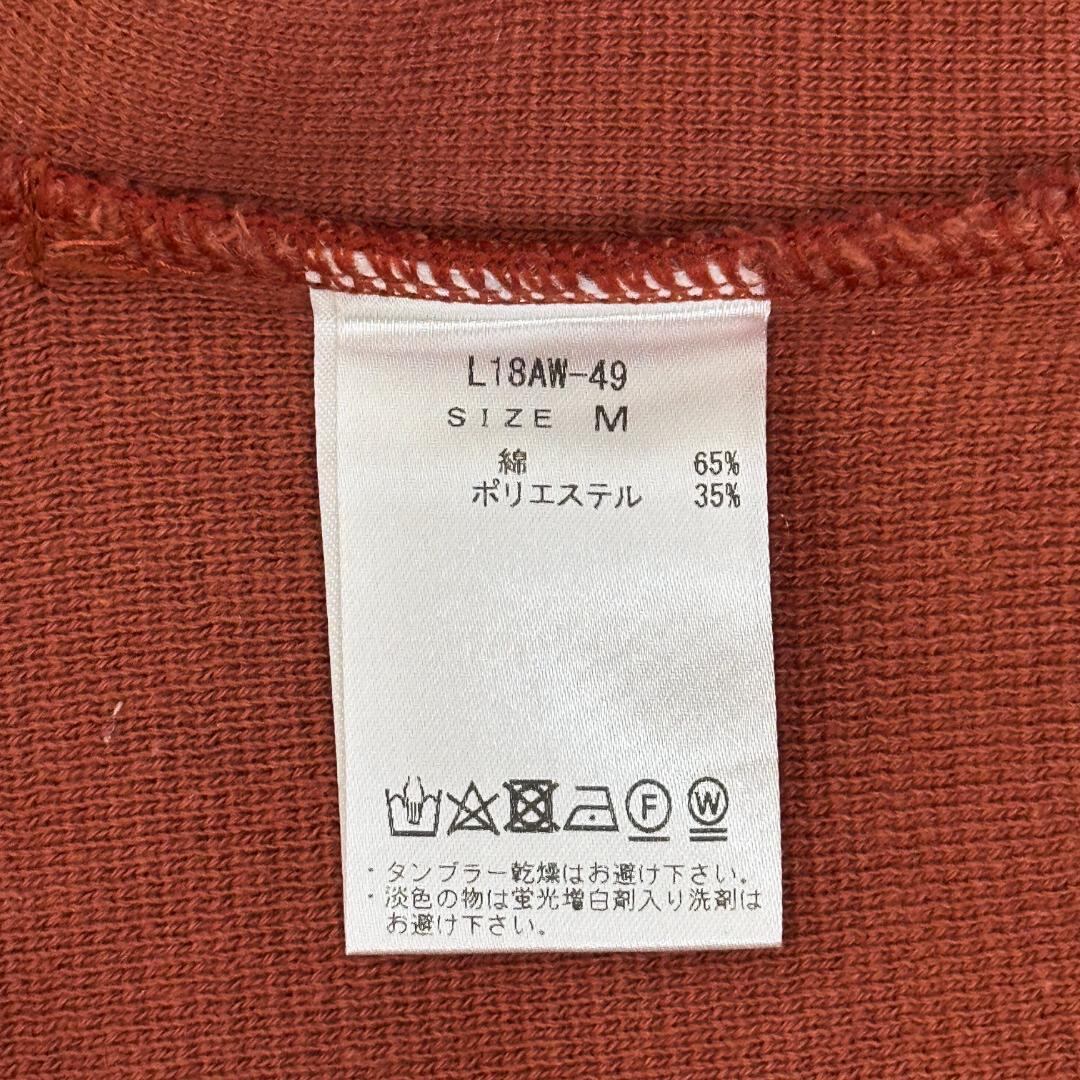 L18AW-49
SIZE M
綿 65%
ポリエステル 35%
F W
・タンブラー乾燥はお避け下さい。
・淡色の物は蛍光増白剤入り洗剤は
お避け下さい。